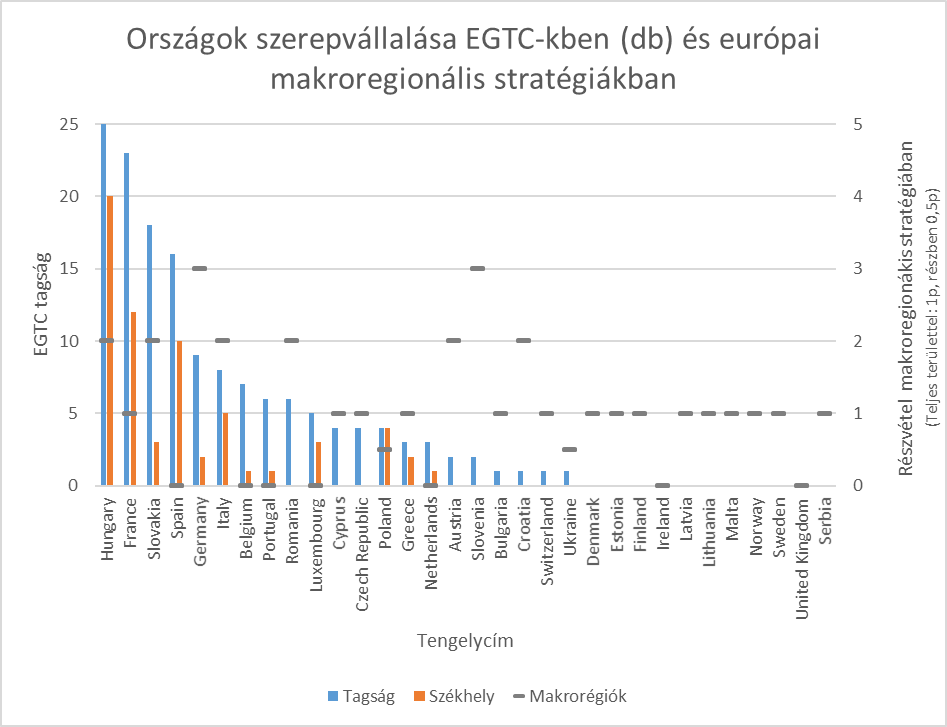 Országok szerepvállalása EGTC-kben (db) és európai
makroregionális stratégiákban
EGTC tagság
25
20
15
10
5
0
5
4
3
2
1
0
Részvétel makroregionákis stratégiában
(Teljes területtel: 1p, részben 0,5p)
Hungary
France
Slovakia
Spain
Germany
Italy
Belgium
Portugal
Romania
Luxembourg
Cyprus
Czech Republic
Poland
Greece
Netherlands
Austria
Slovenia
Bulgaria
Croatia
Switzerland
Ukraine
Denmark
Estonia
Finland
Ireland
Latvia
Lithuania
Malta
Norway
Sweden
United Kingdom
Serbia
Tengelycím
Tagság Székhely Makrorégiók